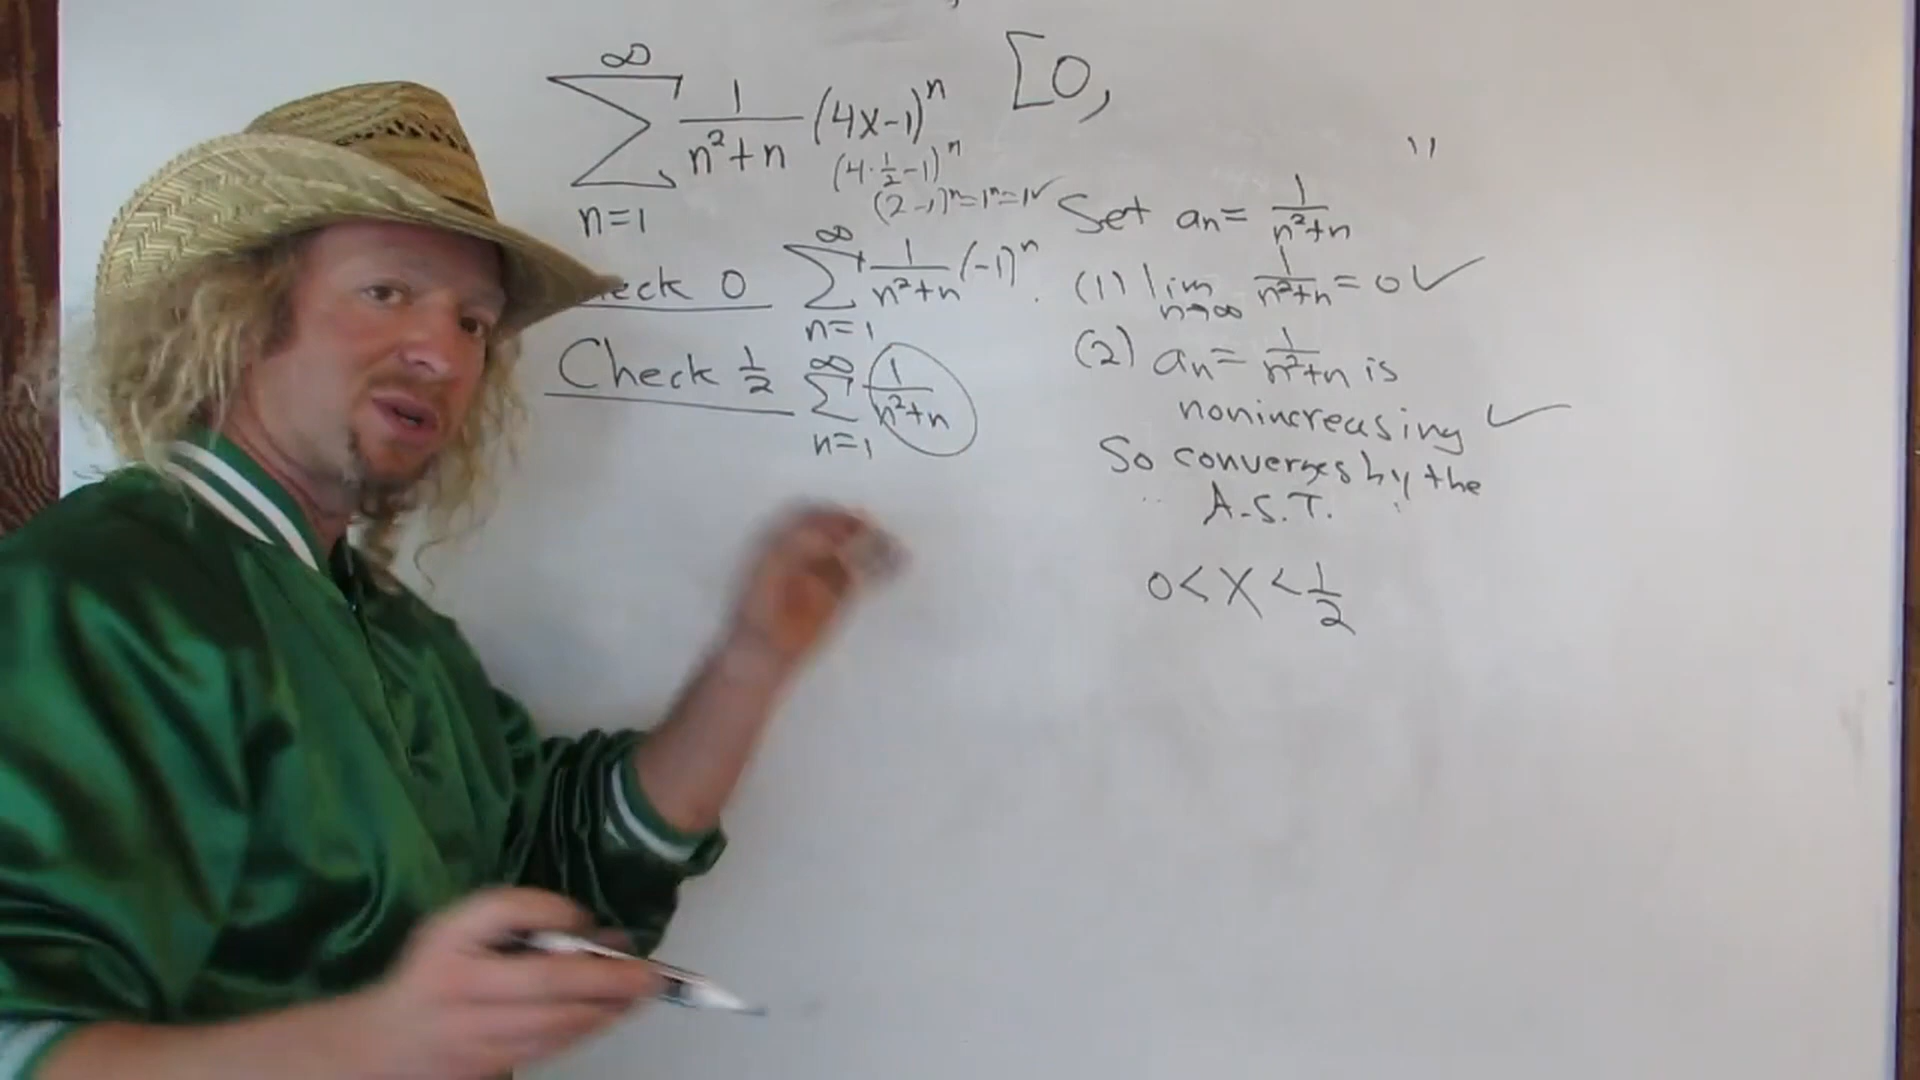 ∞
∑ 1/(n²+n) (4x-1)ⁿ [0,
n=1
(4·1/2-1)ⁿ
(2-1)ⁿ=1ⁿ=1✓
eck 0 ∞∑n=1 1/(n²+n) (-1)ⁿ
Check 1/2 ∞∑n=1 1/(n²+n)
Set aₙ= 1/(n²+n)
(1) lim n→∞ 1/(n²+n) = 0 ✓
(2) aₙ= 1/(n²+n) is
nonincreasing ✓
So converges by the
A.S.T.
0<x<1/2